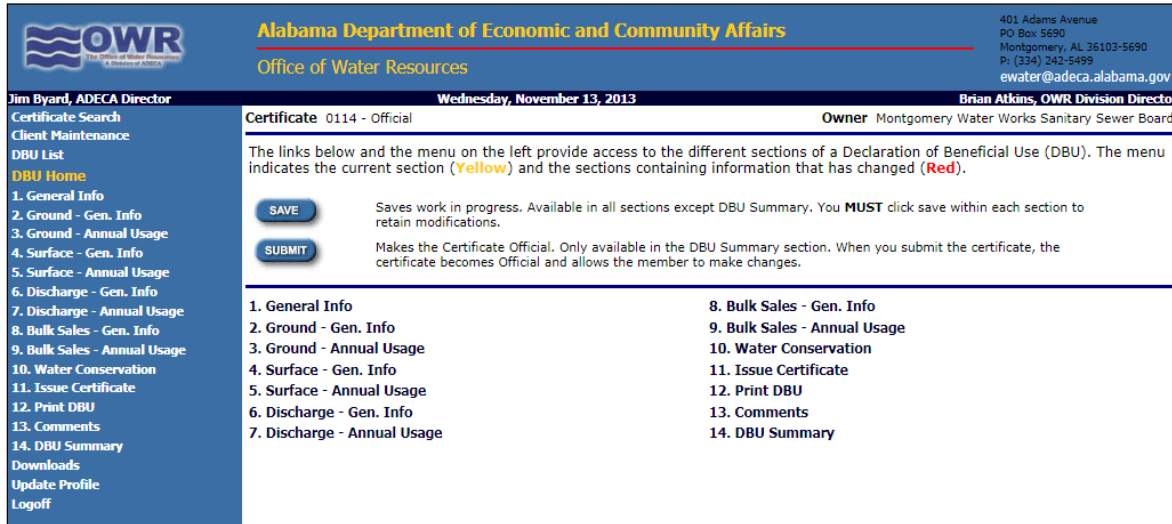 OWR
The Office of Water Resources
A Division of ADECA
Alabama Department of Economic and Community Affairs
Office of Water Resources
401 Adams Avenue
PO Box 5690
Montgomery, AL 36103-5690
P: (334) 242-5499
ewater@adeca.alabama.gov
Jim Byard, ADECA Director
Wednesday, November 13, 2013
Brian Atkins, OWR Division Directo
Certificate Search
Client Maintenance
DBU List
DBU Home
1. General Info
2. Ground - Gen. Info
3. Ground - Annual Usage
4. Surface - Gen. Info
5. Surface - Annual Usage
6. Discharge - Gen. Info
7. Discharge - Annual Usage
8. Bulk Sales - Gen. Info
9. Bulk Sales - Annual Usage
10. Water Conservation
11. Issue Certificate
12. Print DBU
13. Comments
14. DBU Summary
Downloads
Update Profile
Logoff
Certificate 0114 - Official
Owner Montgomery Water Works Sanitary Sewer Board
The links below and the menu on the left provide access to the different sections of a Declaration of Beneficial Use (DBU). The menu
indicates the current section (Yellow) and the sections containing information that has changed (Red).
SAVE
Saves work in progress. Available in all sections except DBU Summary. You MUST click save within each section to
retain modifications.
SUBMIT
Makes the Certificate Official. Only available in the DBU Summary section. When you submit the certificate, the
certificate becomes Official and allows the member to make changes.
1. General Info
2. Ground - Gen. Info
3. Ground - Annual Usage
4. Surface - Gen. Info
5. Surface - Annual Usage
6. Discharge - Gen. Info
7. Discharge - Annual Usage
8. Bulk Sales - Gen. Info
9. Bulk Sales - Annual Usage
10. Water Conservation
11. Issue Certificate
12. Print DBU
13. Comments
14. DBU Summary